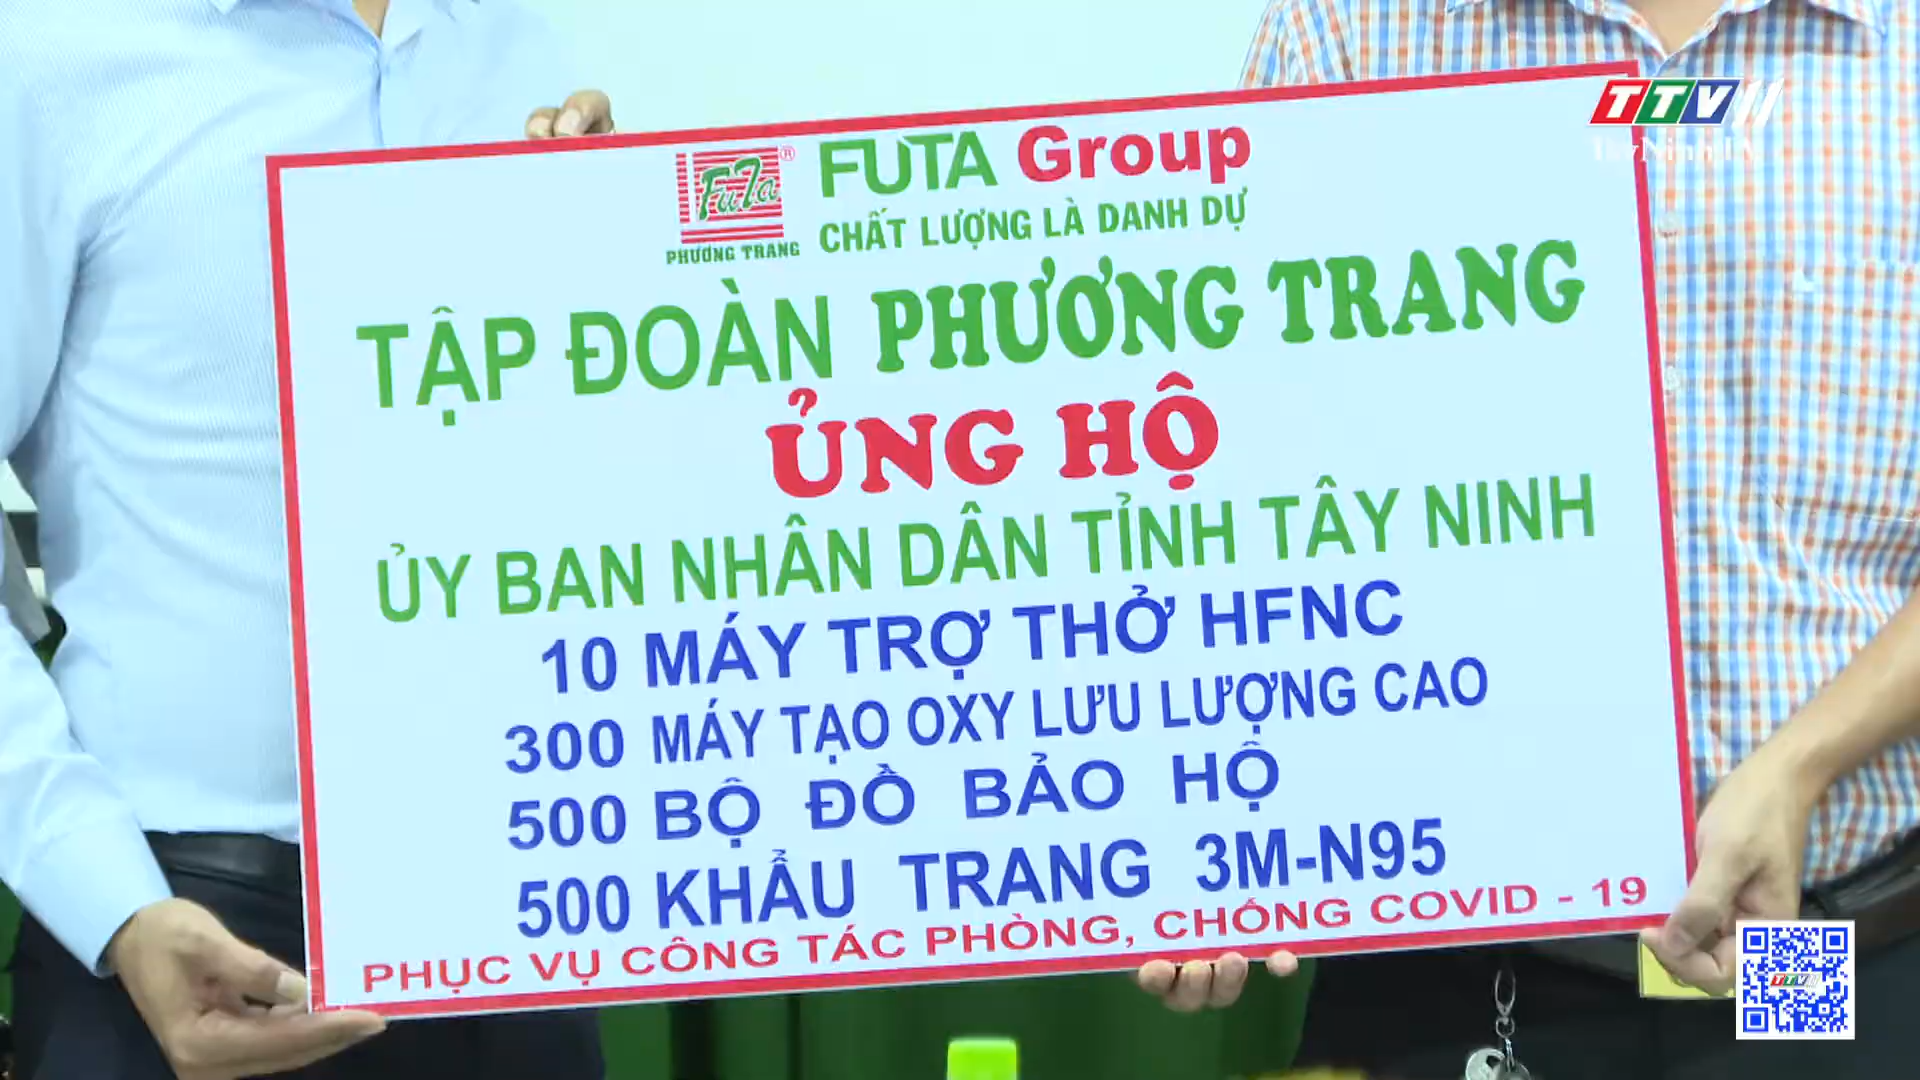 FUTA Group
FuTa ®
PHƯƠNG TRANG
CHẤT LƯỢNG LÀ DANH DỰ
TẬP ĐOÀN PHƯƠNG TRANG
ỦNG HỘ
ỦY BAN NHÂN DÂN TỈNH TÂY NINH
10 MÁY TRỢ THỞ HFNC
300 MÁY TẠO OXY LƯU LƯỢNG CAO
500 BỘ ĐỒ BẢO HỘ
500 KHẨU TRANG 3M-N95
PHỤC VỤ CÔNG TÁC PHÒNG, CHỐNG COVID - 19
TTV11